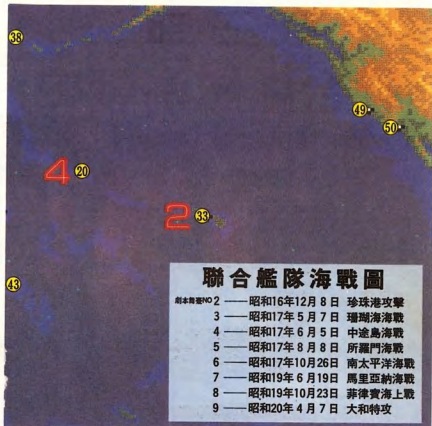 38
49
50
4 20
2 33
43
聯合艦隊海戰圖
劇本舞臺NO 2 ——昭和16年12月8日 珍珠港攻擊
3 ——昭和17年5月7日 珊瑚海海戰
4 ——昭和17年6月5日 中途島海戰
5 ——昭和17年8月8日 所羅門海戰
6 ——昭和17年10月26日 南太平洋海戰
7 ——昭和19年6月19日 馬里亞納海戰
8 ——昭和19年10月23日 菲律賓海上戰
9 ——昭和20年4月7日 大和特攻